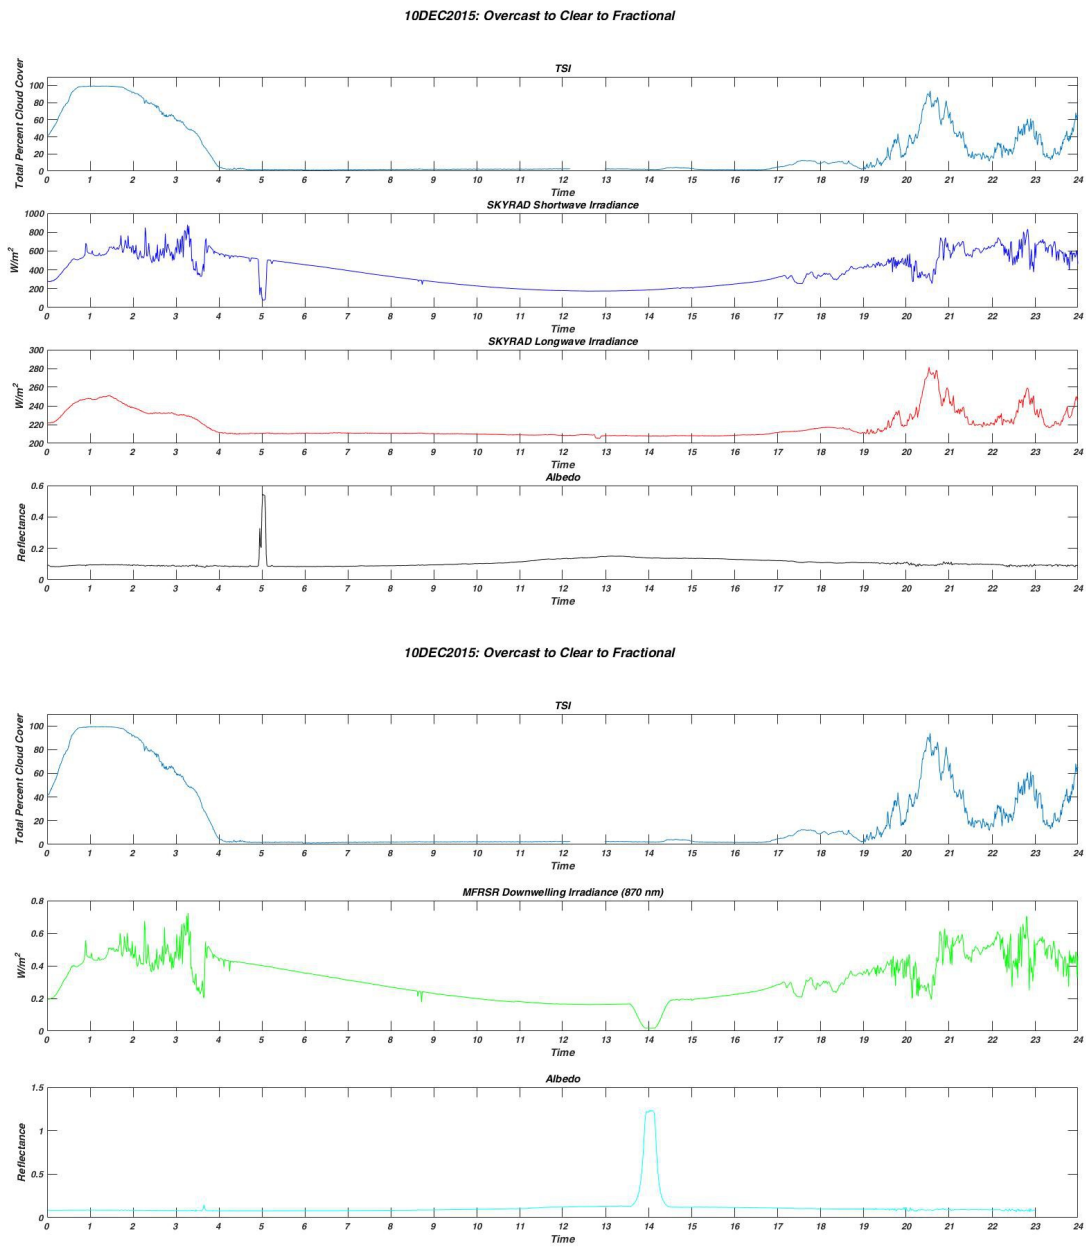 10DEC2015: Overcast to Clear to Fractional
TSI
Total Percent Cloud Cover
100
80
60
40
20
0
0 1 2 3 4 5 6 7 8 9 10 11 12 13 14 15 16 17 18 19 20 21 22 23 24
Time
SKYRAD Shortwave Irradiance
W/m²
1000
800
600
400
200
0
0 1 2 3 4 5 6 7 8 9 10 11 12 13 14 15 16 17 18 19 20 21 22 23 24
Time
SKYRAD Longwave Irradiance
W/m²
300
280
260
240
220
200
0 1 2 3 4 5 6 7 8 9 10 11 12 13 14 15 16 17 18 19 20 21 22 23 24
Time
Albedo
Reflectance
0.6
0.4
0.2
0
0 1 2 3 4 5 6 7 8 9 10 11 12 13 14 15 16 17 18 19 20 21 22 23 24
Time
10DEC2015: Overcast to Clear to Fractional
TSI
Total Percent Cloud Cover
100
80
60
40
20
0
0 1 2 3 4 5 6 7 8 9 10 11 12 13 14 15 16 17 18 19 20 21 22 23 24
Time
MFRSR Downwelling Irradiance (870 nm)
W/m²
0.8
0.6
0.4
0.2
0
0 1 2 3 4 5 6 7 8 9 10 11 12 13 14 15 16 17 18 19 20 21 22 23 24
Time
Albedo
Reflectance
1.5
1
0.5
0
0 1 2 3 4 5 6 7 8 9 10 11 12 13 14 15 16 17 18 19 20 21 22 23 24
Time